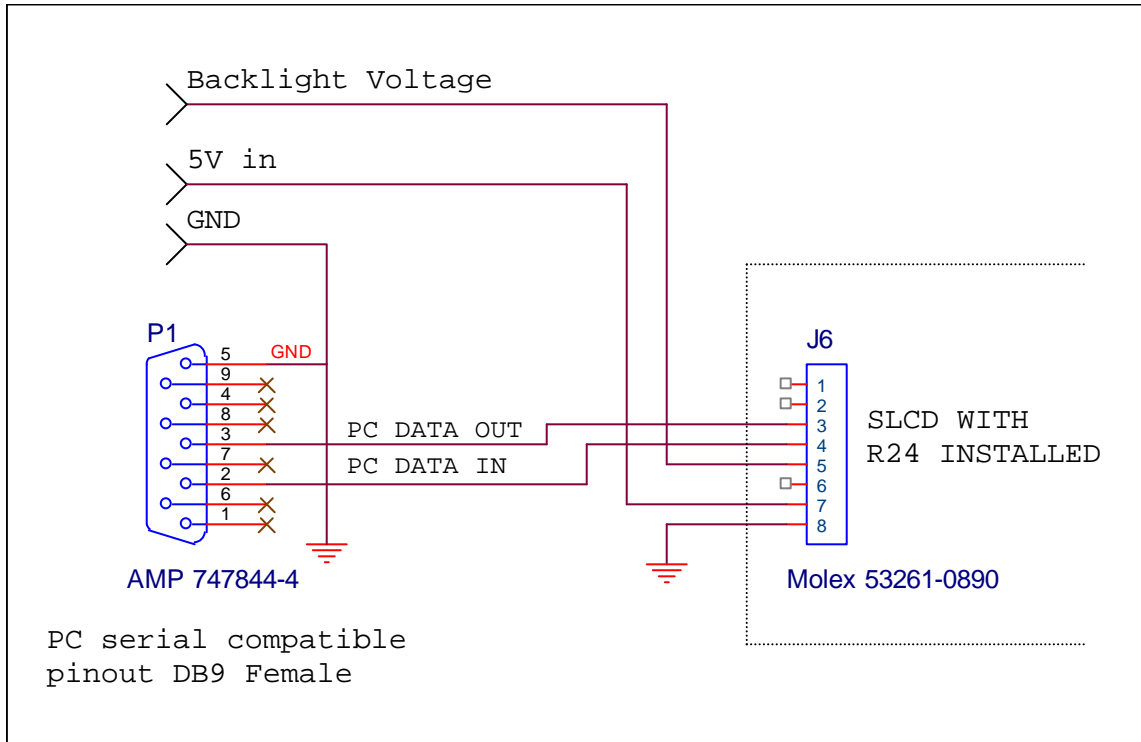 Backlight Voltage
5V in
GND
P1
5
GND
9
4
8
3
PC DATA OUT
7
PC DATA IN
2
6
1
AMP 747844-4
J6
1
2
3
4
5
6
7
8
SLCD WITH
R24 INSTALLED
Molex 53261-0890
PC serial compatible
pinout DB9 Female